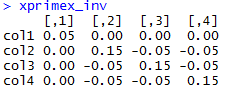 > xprimex_inv
[,1] [,2] [,3] [,4]
col1 0.05 0.00 0.00 0.00
col2 0.00 0.15 -0.05 -0.05
col3 0.00 -0.05 0.15 -0.05
col4 0.00 -0.05 -0.05 0.15